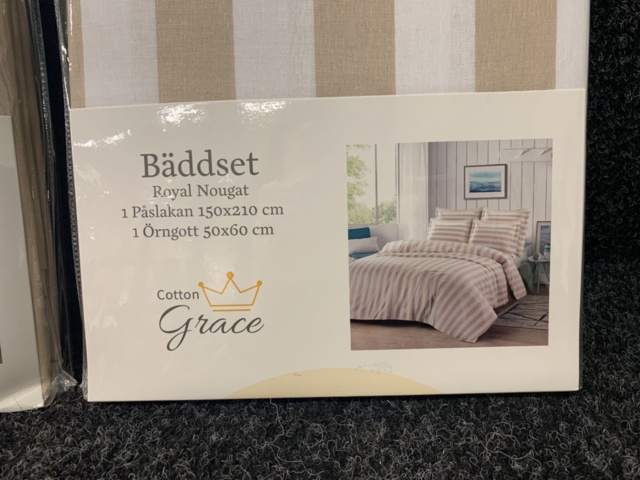 Bäddset
Royal Nougat
1 Påslakan 150x210 cm
1 Örngott 50x60 cm
Cotton
Grace